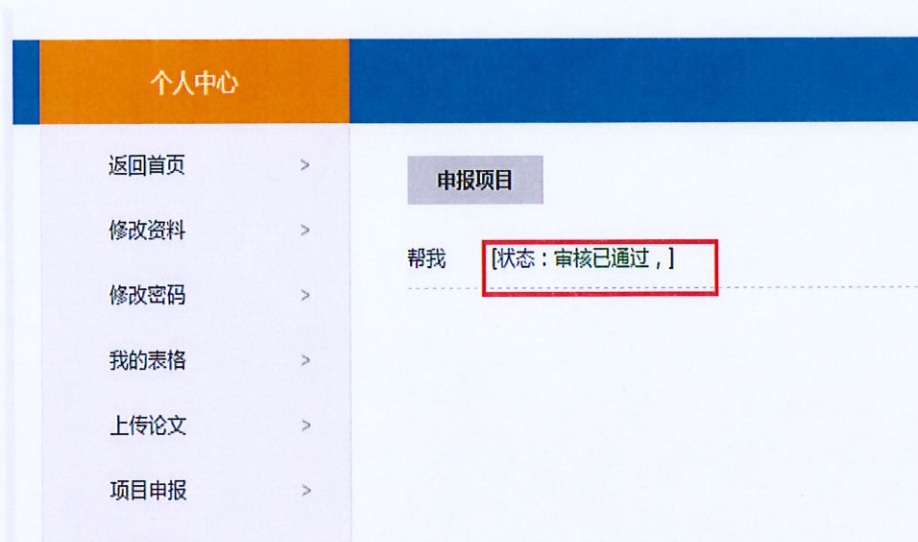 个人中心
返回首页 >
修改资料 >
修改密码 >
我的表格 >
上传论文 >
项目申报 >
申报项目
帮我 [状态：审核已通过，]